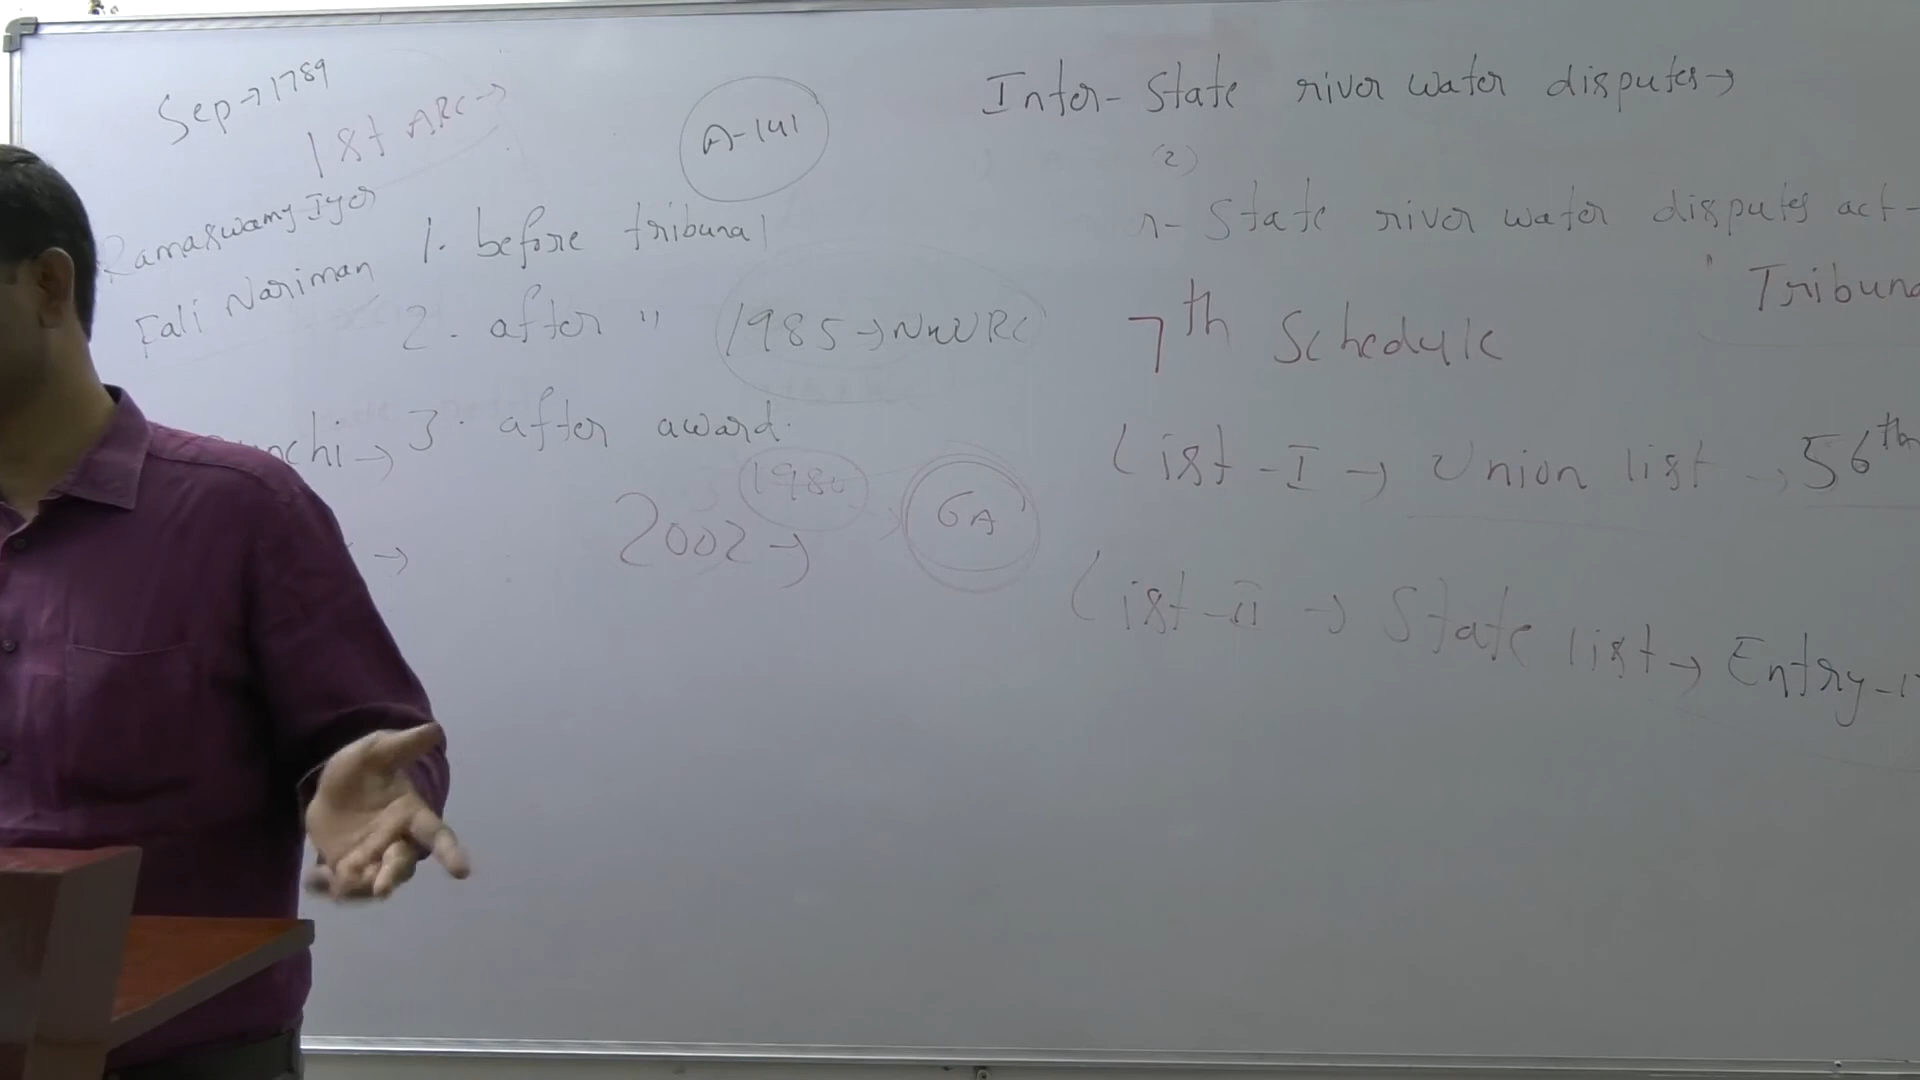 Sep→1789
1st ARC→
Ramaswamy Iyer
Fali Nariman
nchi→
→
A-141
1. before tribunal
2. after "
1985→NWRC
3. after award.
1980
2002→
GA
Inter-State river water disputes→
(2)
r-State river water disputes act-
Tribuna
7th Schedule
List-I→Union list→56th
List-II→State list→Entry-1